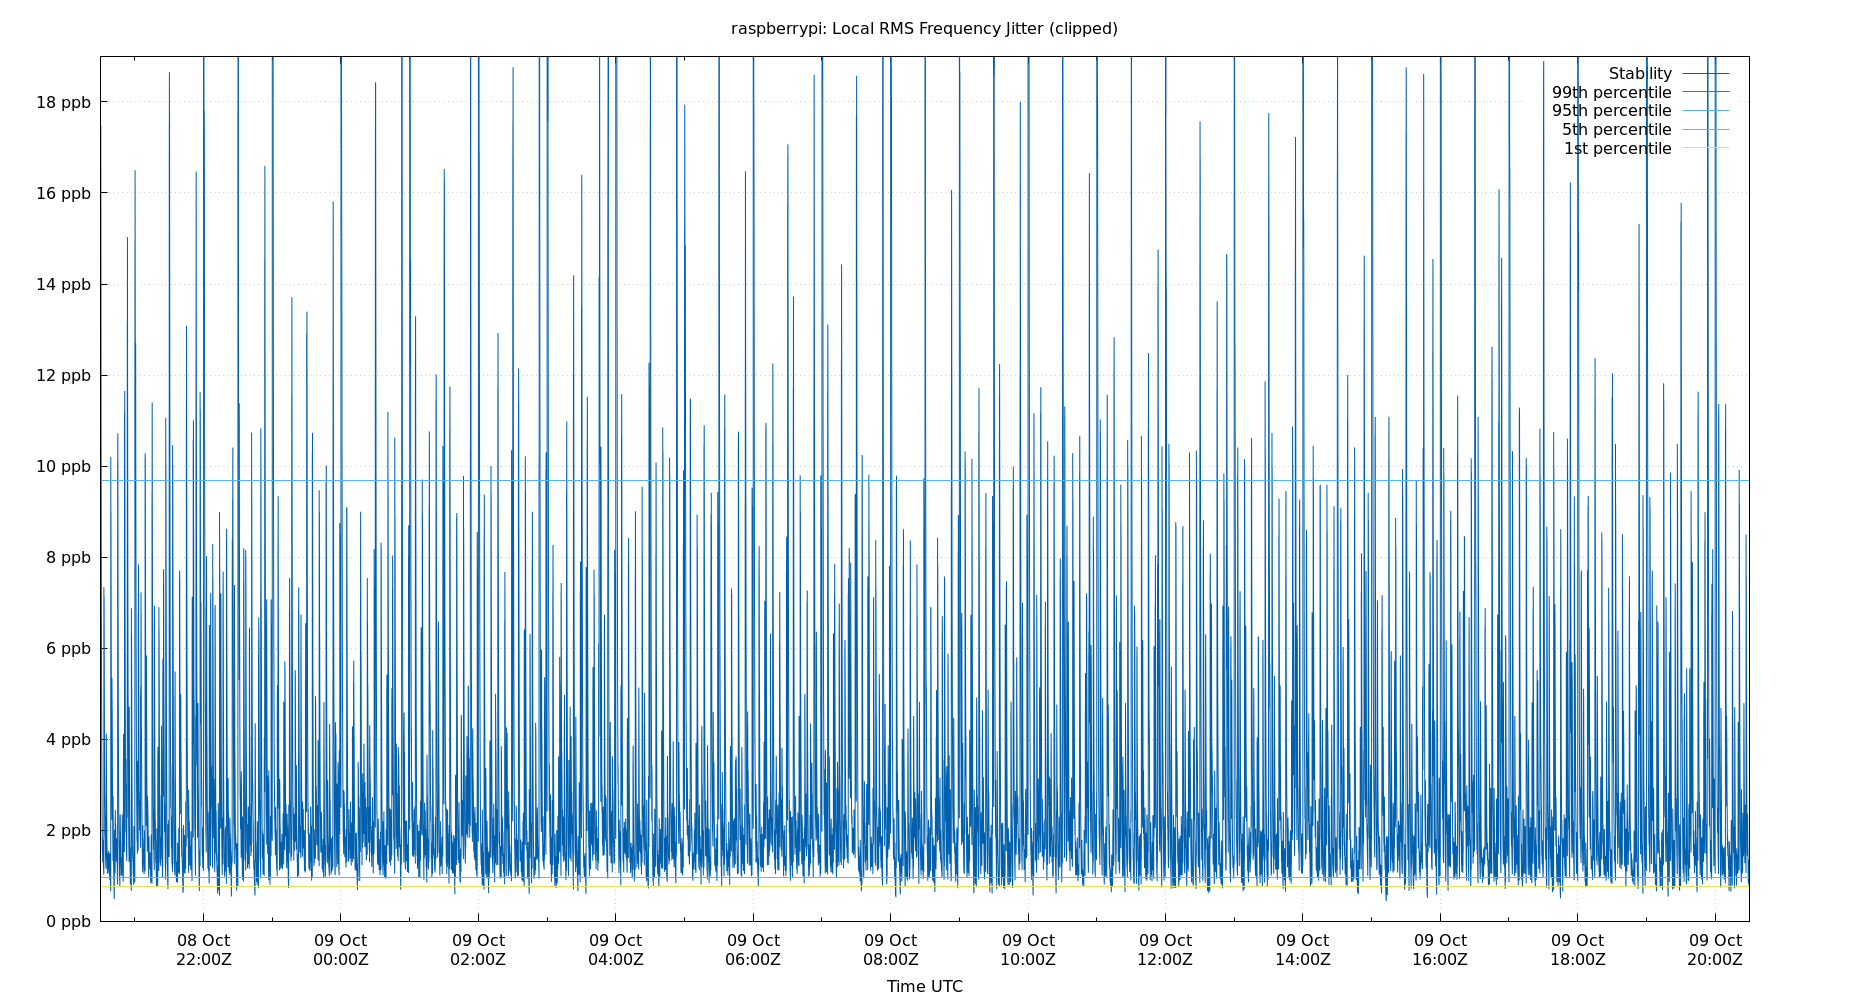 raspberrypi: Local RMS Frequency Jitter (clipped)
Stability
99th percentile
95th percentile
5th percentile
1st percentile
18 ppb
16 ppb
14 ppb
12 ppb
10 ppb
8 ppb
6 ppb
4 ppb
2 ppb
0 ppb
08 Oct 09 Oct 09 Oct 09 Oct 09 Oct 09 Oct 09 Oct 09 Oct 09 Oct 09 Oct 09 Oct 09 Oct
22:00Z 00:00Z 02:00Z 04:00Z 06:00Z 08:00Z 10:00Z 12:00Z 14:00Z 16:00Z 18:00Z 20:00Z
Time UTC